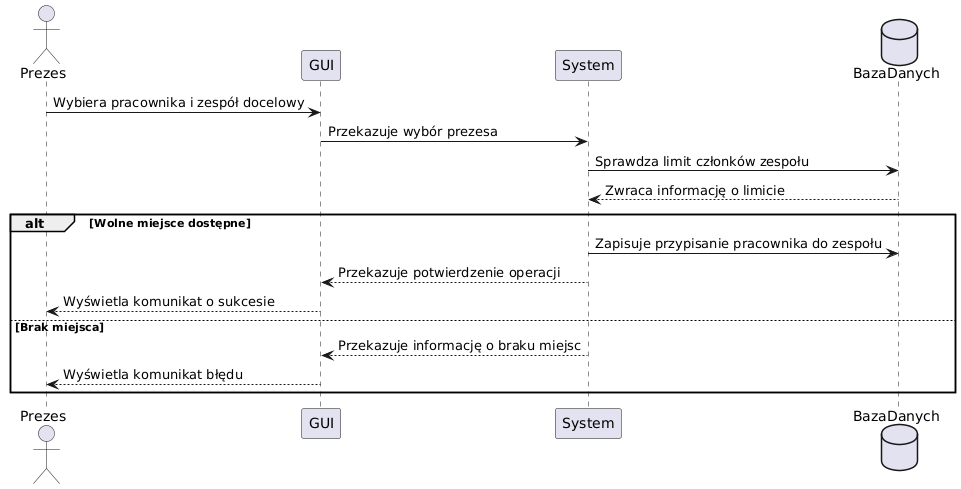 Prezes
GUI
System
BazaDanych
Wybiera pracownika i zespół docelowy
Przekazuje wybór prezesa
Sprawdza limit członków zespołu
Zwraca informację o limicie
alt [Wolne miejsce dostępne]
Zapisuje przypisanie pracownika do zespołu
Przekazuje potwierdzenie operacji
Wyświetla komunikat o sukcesie
[Brak miejsca]
Przekazuje informację o braku miejsc
Wyświetla komunikat błędu
Prezes
GUI
System
BazaDanych